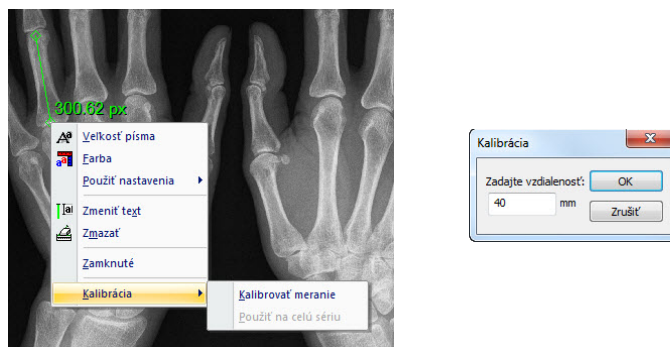 300.62 px
Veľkosť písma
Farba
Použiť nastavenia
Zmeniť text
Zmazať
Zamknuté
Kalibrácia
Kalibrovať meranie
Použiť na celú sériu
Kalibrácia
Zadajte vzdialenosť:
OK
40
mm
Zrušiť